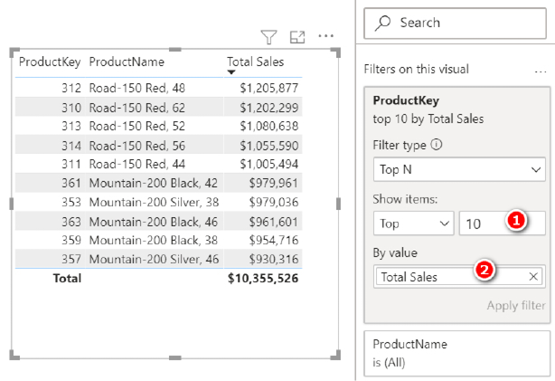 ProductKey ProductName Total Sales
312 Road-150 Red, 48 $1,205,877
310 Road-150 Red, 62 $1,202,299
313 Road-150 Red, 52 $1,080,638
314 Road-150 Red, 56 $1,055,590
311 Road-150 Red, 44 $1,005,494
361 Mountain-200 Black, 42 $979,961
353 Mountain-200 Silver, 38 $979,036
363 Mountain-200 Black, 46 $961,601
359 Mountain-200 Black, 38 $954,716
357 Mountain-200 Silver, 46 $930,316
Total $10,355,526
Search
Filters on this visual
ProductKey
top 10 by Total Sales
Filter type
Top N
Show items:
Top 10 1
By value
2
Total Sales
Apply filter
ProductName
is (All)